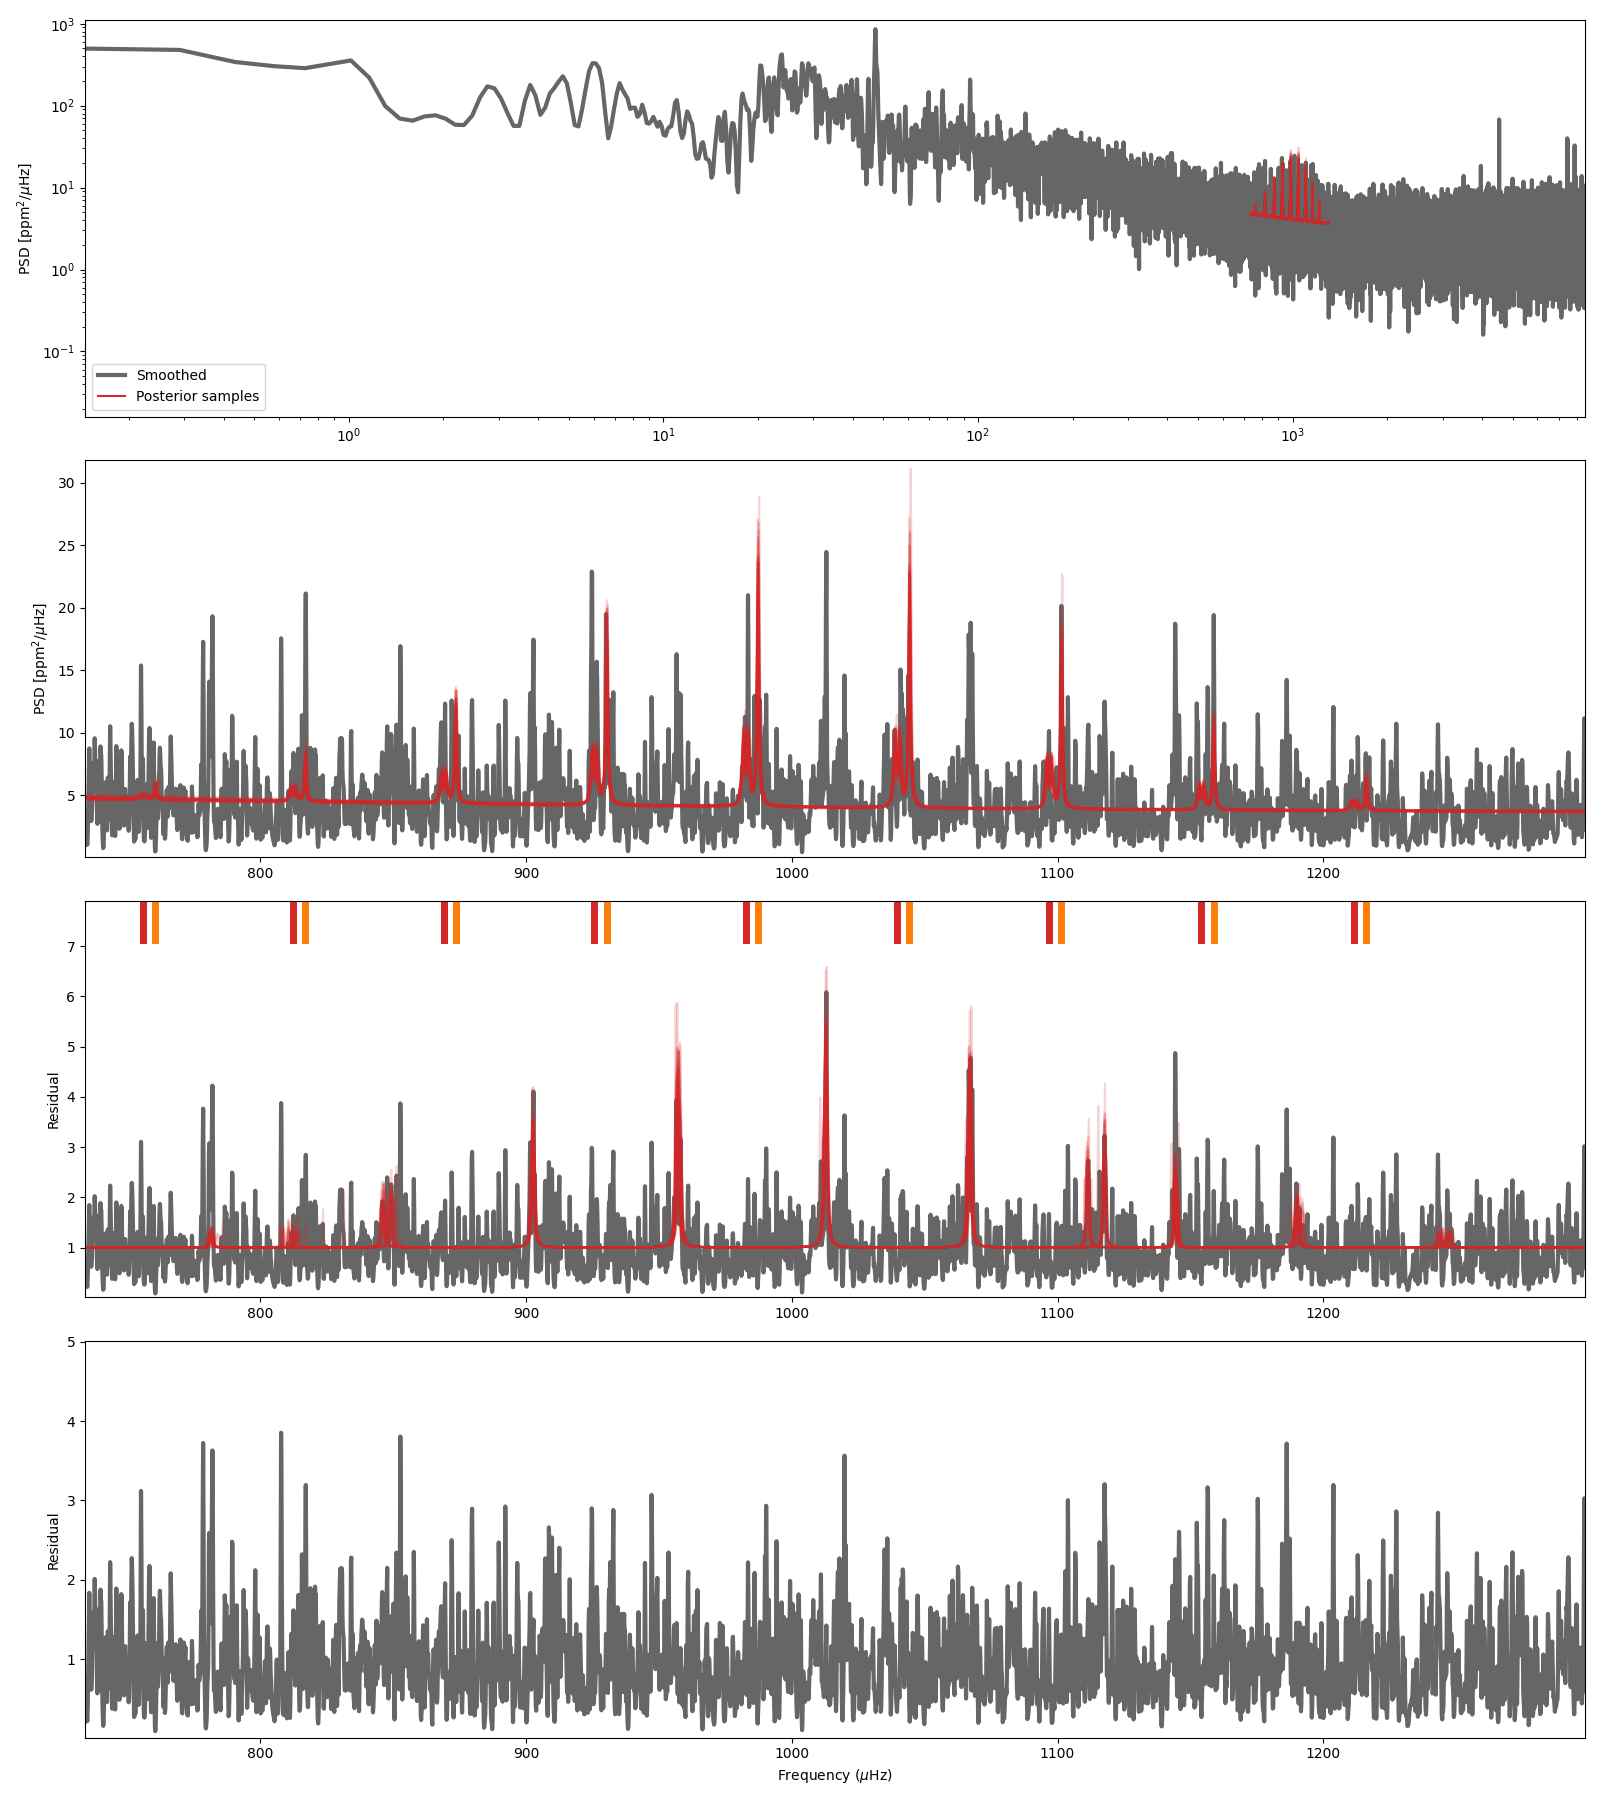 10³
10²
10¹
10⁰
10⁻¹
PSD [ppm²/μHz]
Smoothed
Posterior samples
10⁰ 10¹ 10² 10³
30
25
20
15
10
5
PSD [ppm²/μHz]
800 900 1000 1100 1200
7
6
5
4
3
2
1
Residual
800 900 1000 1100 1200
5
4
3
2
1
Residual
800 900 1000 1100 1200
Frequency (μHz)